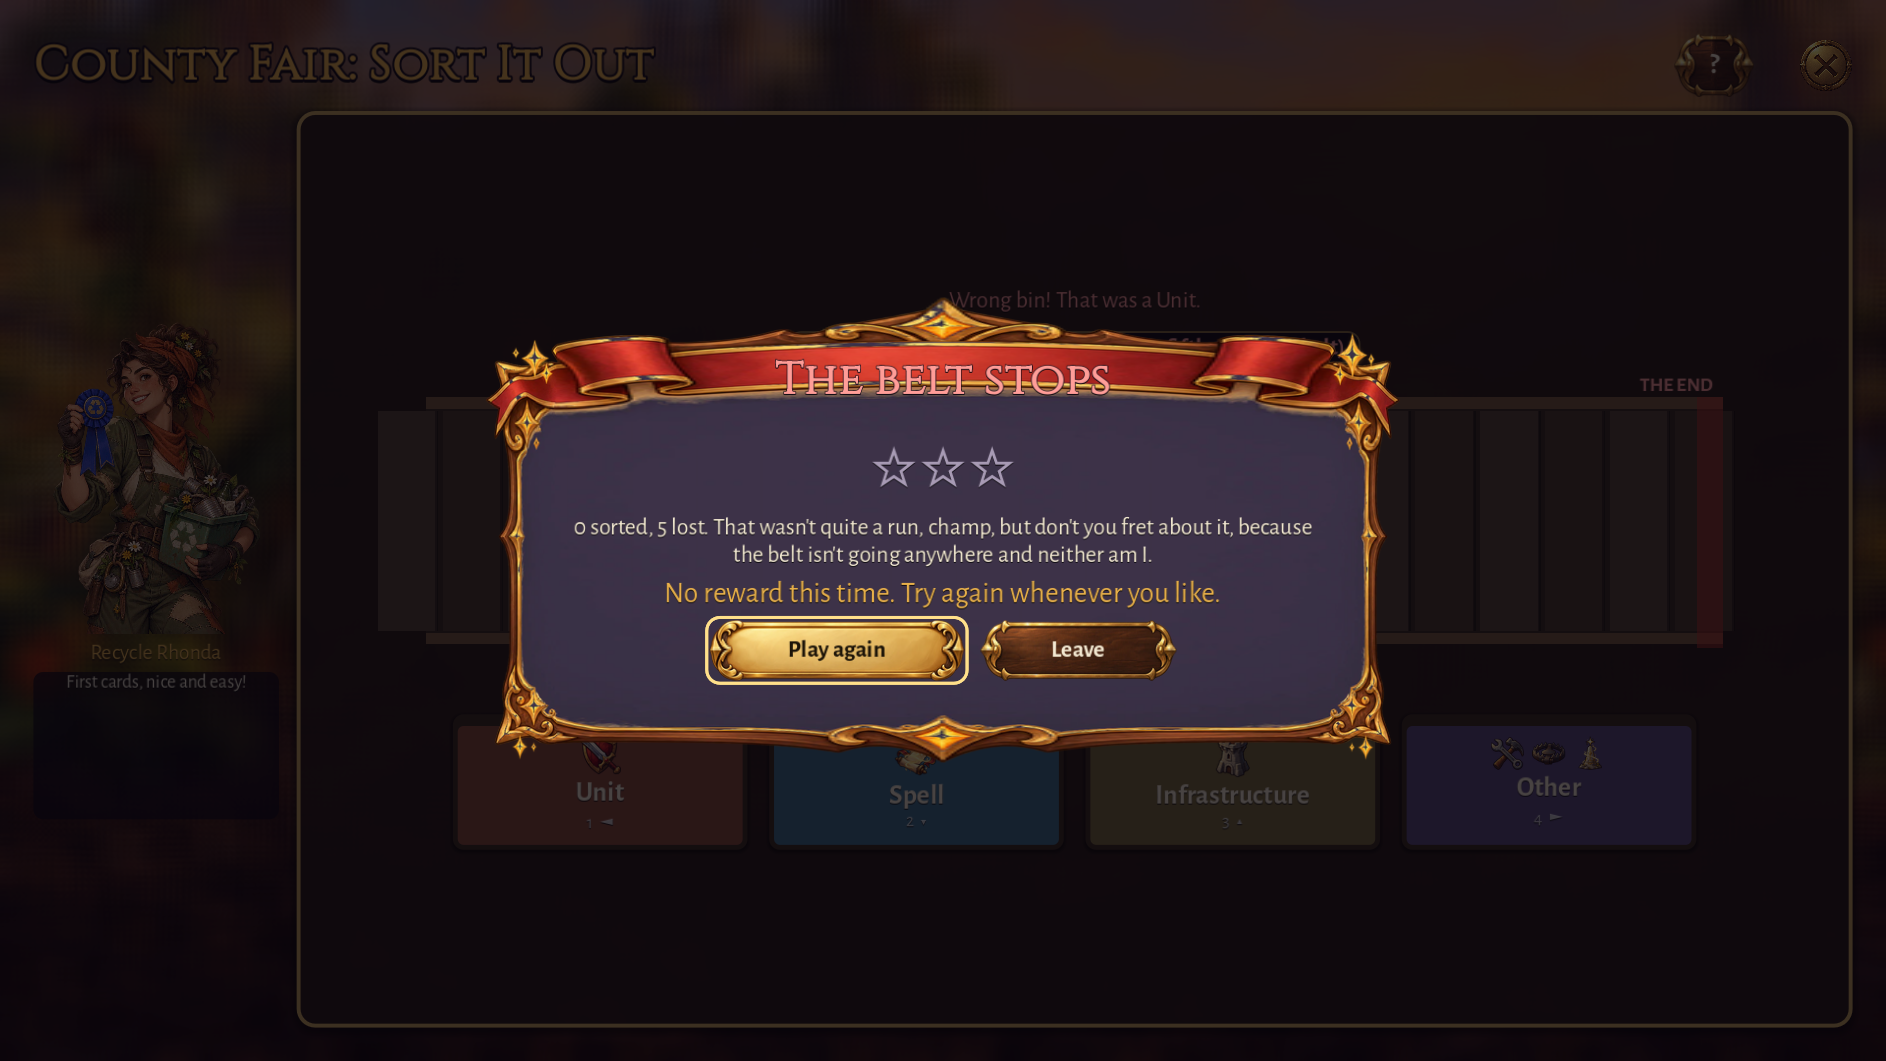 County Fair: Sort It Out
?
Wrong bin! That was a Unit.
The belt stops
THE END
0 sorted, 5 lost. That wasn't quite a run, champ, but don't you fret about it, because
the belt isn't going anywhere and neither am I.
No reward this time. Try again whenever you like.
Play again
Leave
Recycle Rhonda
First cards, nice and easy!
Unit
1
Spell
2
Infrastructure
3
Other
4